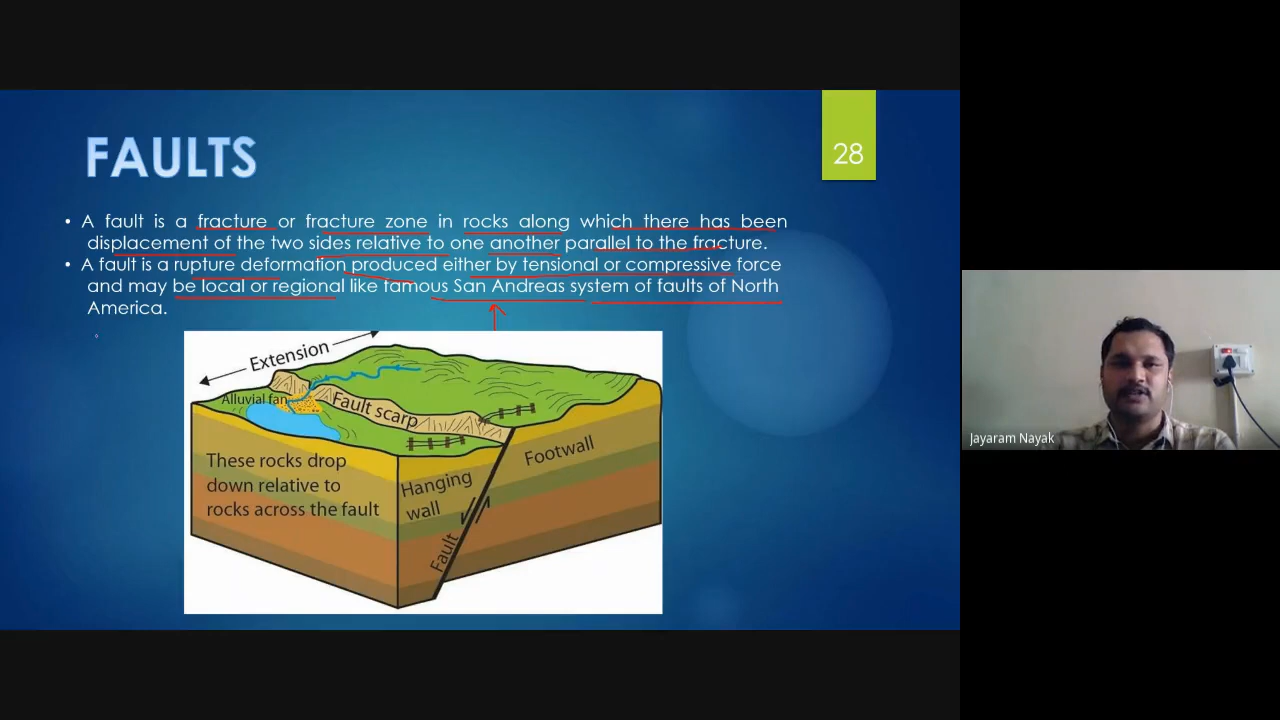 FAULTS
28
• A fault is a fracture or fracture zone in rocks along which there has been
displacement of the two sides relative to one another parallel to the fracture.
• A fault is a rupture deformation produced either by tensional or compressive force
and may be local or regional like famous San Andreas system of faults of North
America.
Extension
Alluvial fan
Fault scarp
These rocks drop
down relative to
rocks across the fault
Hanging
wall
Footwall
Fault
Jayaram Nayak